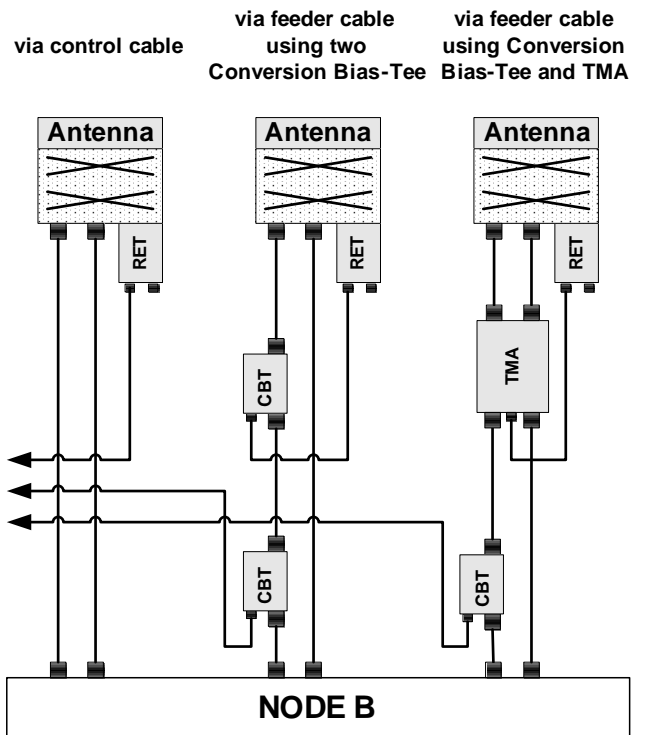 via control cable
via feeder cable
using two
Conversion Bias-Tee
via feeder cable
using Conversion
Bias-Tee and TMA
Antenna
Antenna
Antenna
RET
RET
RET
CBT
TMA
CBT
CBT
NODE B